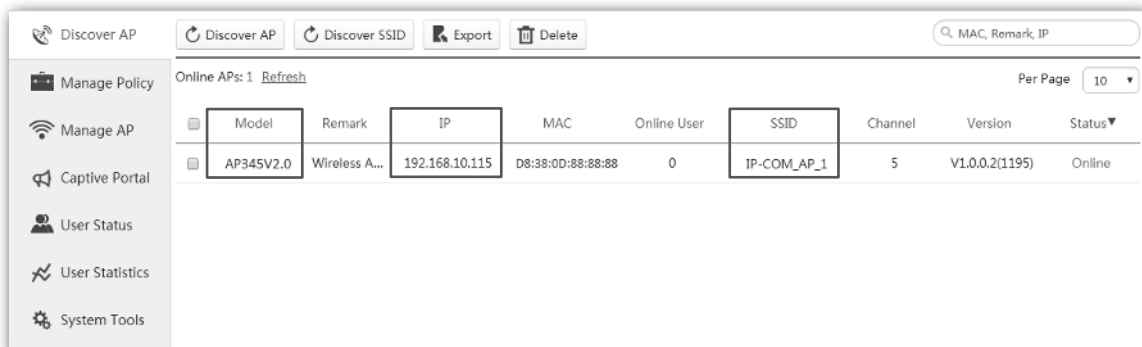 Discover AP
Manage Policy
Manage AP
Captive Portal
User Status
User Statistics
System Tools
Discover AP Discover SSID Export Delete MAC, Remark, IP
Online APs: 1 Refresh Per Page 10
Model Remark IP MAC Online User SSID Channel Version Status▼
AP345V2.0 Wireless A... 192.168.10.115 D8:38:0D:88:88:88 0 IP-COM_AP_1 5 V1.0.0.2(1195) Online